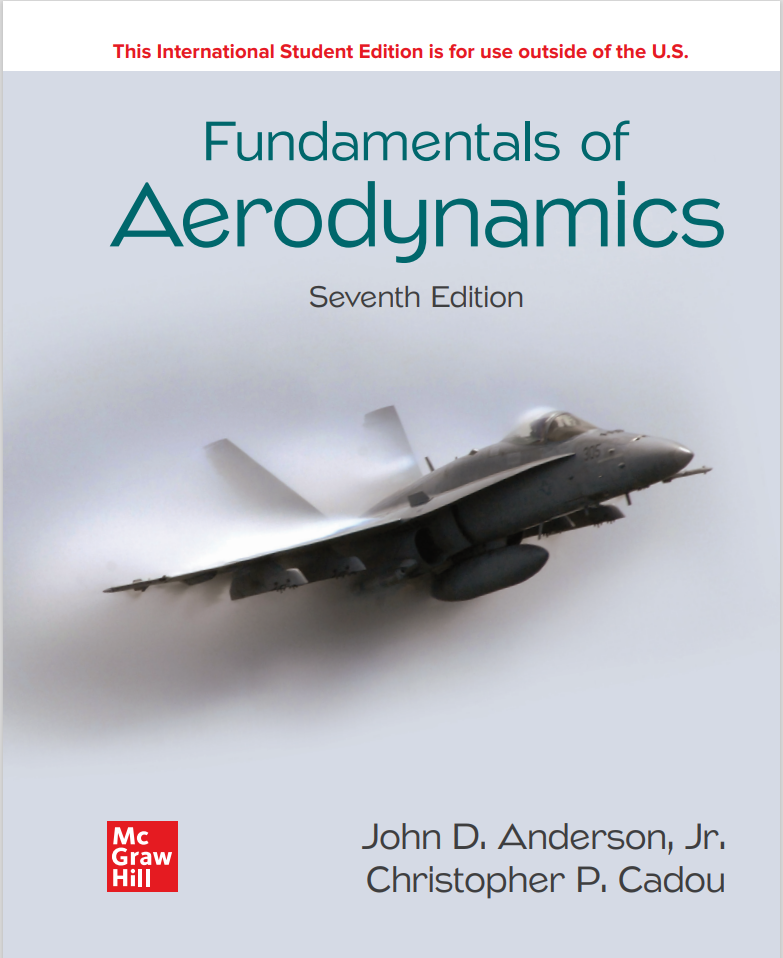 This International Student Edition is for use outside of the U.S.
Fundamentals of
Aerodynamics
Seventh Edition
305
Mc
Graw
Hill
John D. Anderson, Jr.
Christopher P. Cadou